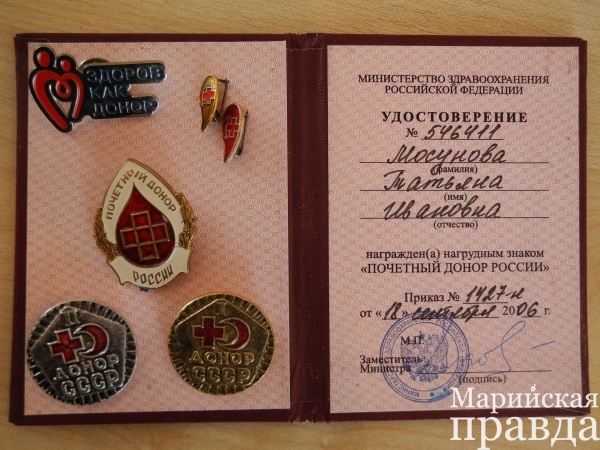 ЗДОРОВ
КАК
ДОНОР
ПОЧЕТНЫЙ ДОНОР
РОССИИ
ДОНОР
СССР
ДОНОР
СССР
МИНИСТЕРСТВО ЗДРАВООХРАНЕНИЯ
РОССИЙСКОЙ ФЕДЕРАЦИИ
УДОСТОВЕРЕНИЕ
№ 546411
Мосунова
(фамилия)
Татьяна
(имя)
Ивановна
(отчество)
награжден(а) нагрудным знаком
«ПОЧЕТНЫЙ ДОНОР РОССИИ»
Приказ № 1427-н
от "18" сентября 2006 г.
М.П.
Заместитель
Министра
(подпись)
Марийская
правда